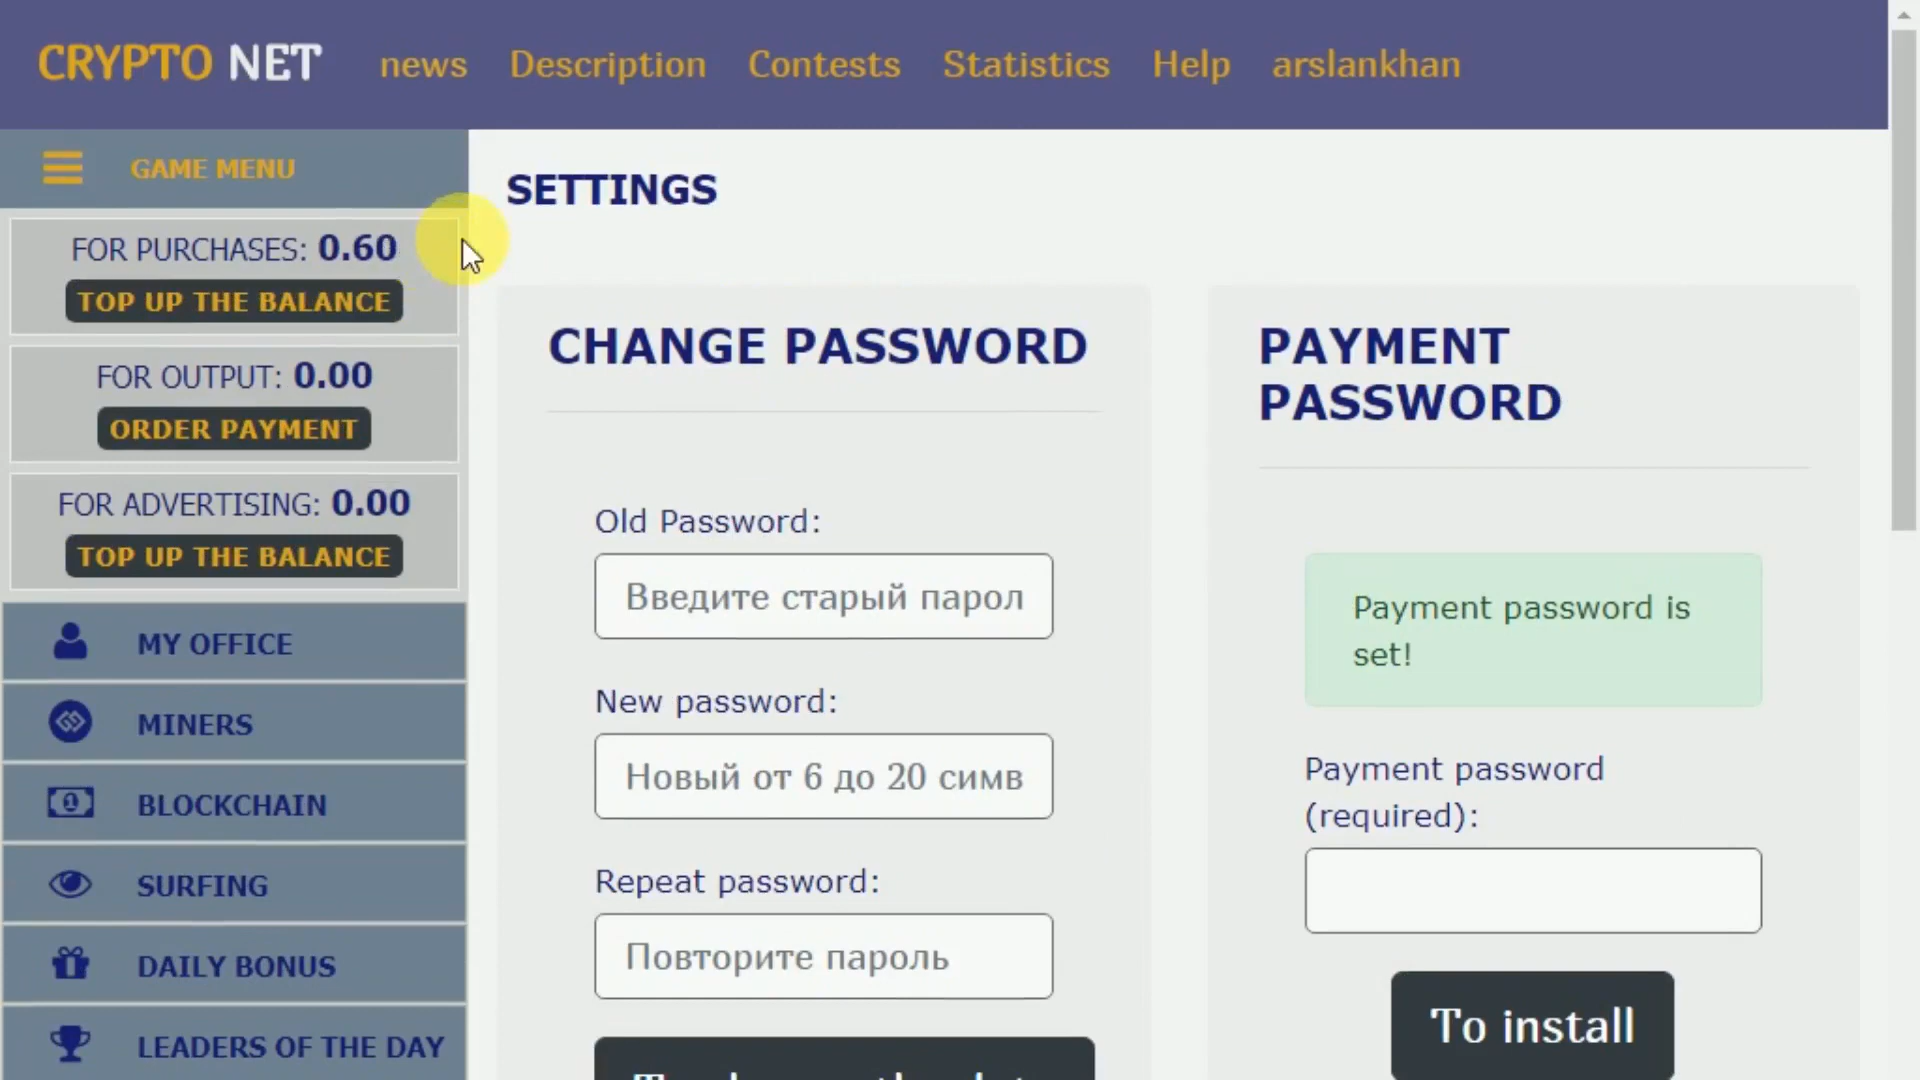 CRYPTO NET
news
Description
Contests
Statistics
Help
arslankhan
GAME MENU
FOR PURCHASES: 0.60
TOP UP THE BALANCE
FOR OUTPUT: 0.00
ORDER PAYMENT
FOR ADVERTISING: 0.00
TOP UP THE BALANCE
MY OFFICE
MINERS
BLOCKCHAIN
SURFING
DAILY BONUS
LEADERS OF THE DAY
SETTINGS
CHANGE PASSWORD
Old Password:
Введите старый парол
New password:
Новый от 6 до 20 симв
Repeat password:
Повторите пароль
PAYMENT
PASSWORD
Payment password is
set!
Payment password
(required):
To install